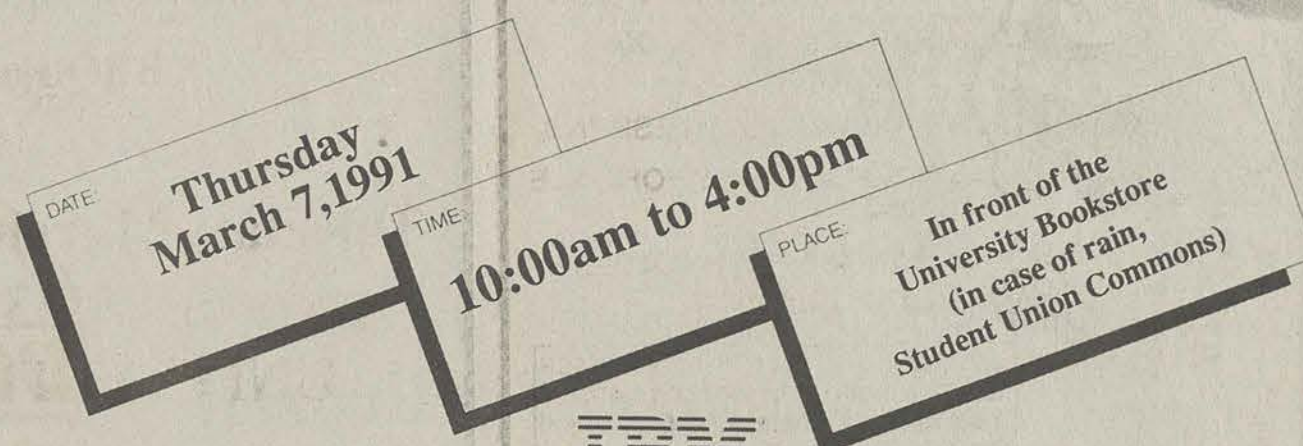 DATE:
Thursday
March 7,1991
TIME:
10:00am to 4:00pm
PLACE:
In front of the
University Bookstore
(in case of rain,
Student Union Commons)
IBM